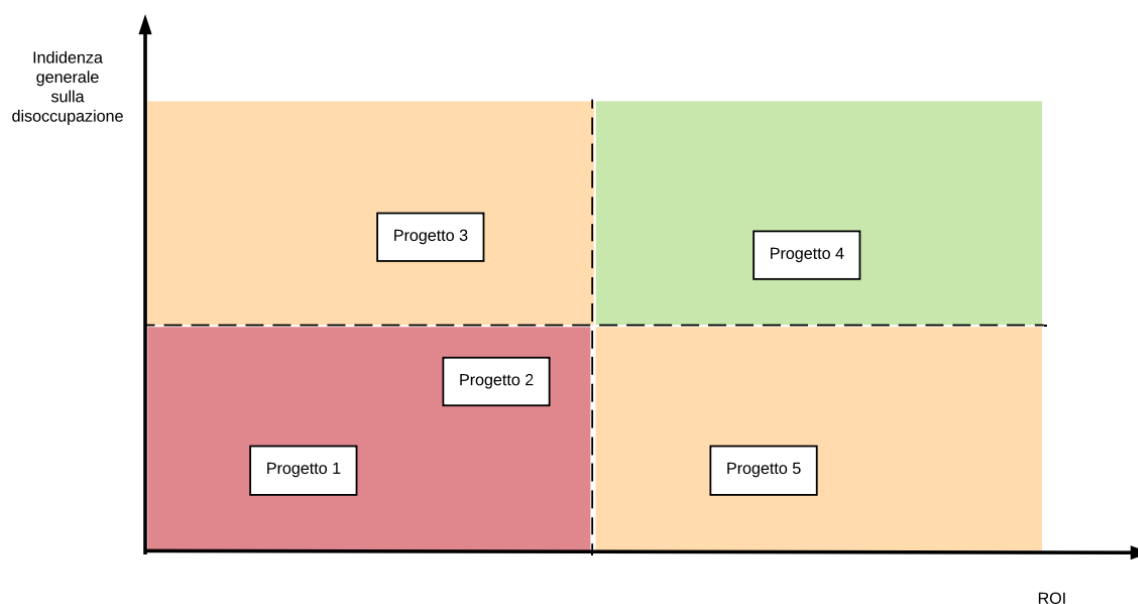 Indidenza
generale
sulla
disoccupazione
Progetto 3
Progetto 4
Progetto 2
Progetto 1
Progetto 5
ROI